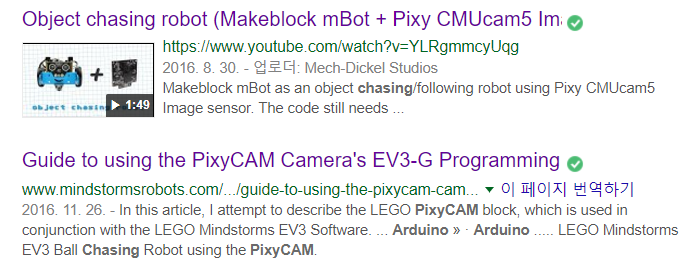 Object chasing robot (Makeblock mBot + Pixy CMUcam5 Ima
https://www.youtube.com/watch?v=YLRgmmcyUqg
2016. 8. 30. - 업로더: Mech-Dickel Studios
Makeblock mBot as an object chasing/following robot using Pixy CMUcam5
Image sensor. The code still needs ...
object chasing
1:49
Guide to using the PixyCAM Camera's EV3-G Programming
www.mindstormsrobots.com/.../guide-to-using-the-pixycam-cam... ▼ 이 페이지 번역하기
2016. 11. 26. - In this article, I attempt to describe the LEGO PixyCAM block, which is used in
conjunction with the LEGO Mindstorms EV3 Software. ... Arduino » · Arduino ..... LEGO Mindstorms
EV3 Ball Chasing Robot using the PixyCAM.